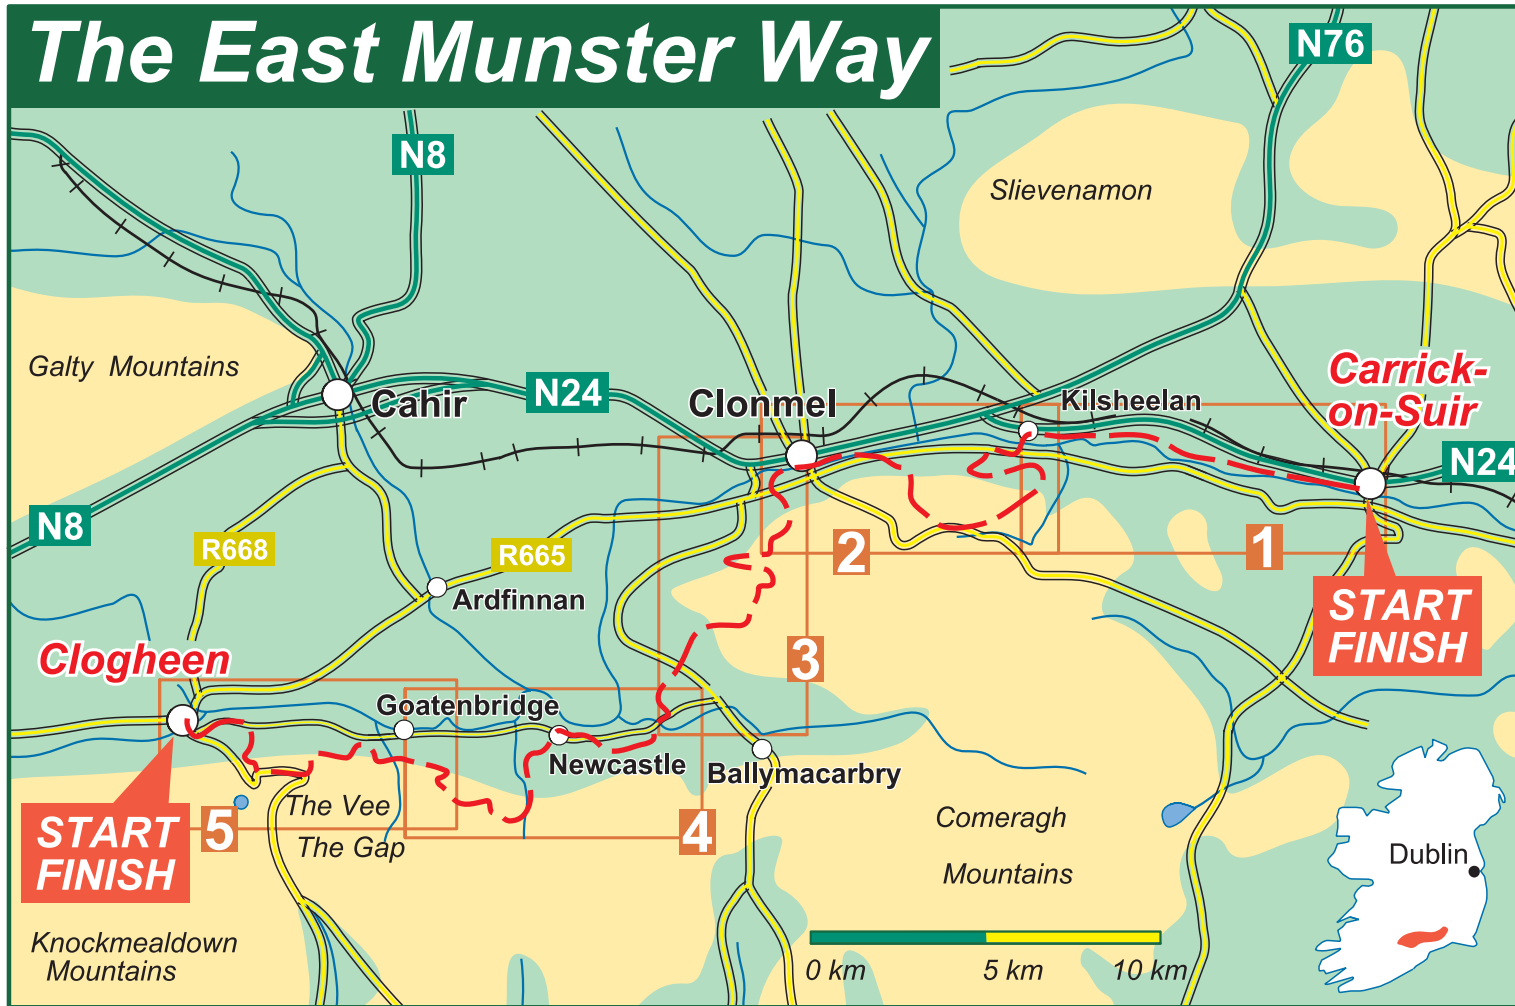 The East Munster Way
N76
N8
Slievenamon
Galty Mountains
Cahir
N24
Clonmel
Kilsheelan
Carrick-
on-Suir
N24
N8
R668
R665
2
1
Ardfinnan
START
FINISH
3
Clogheen
Goatenbridge
Newcastle
Ballymacarbry
The Vee
The Gap
5
4
START
FINISH
Comeragh
Mountains
Dublin
Knockmealdown
Mountains
0 km
5 km
10 km